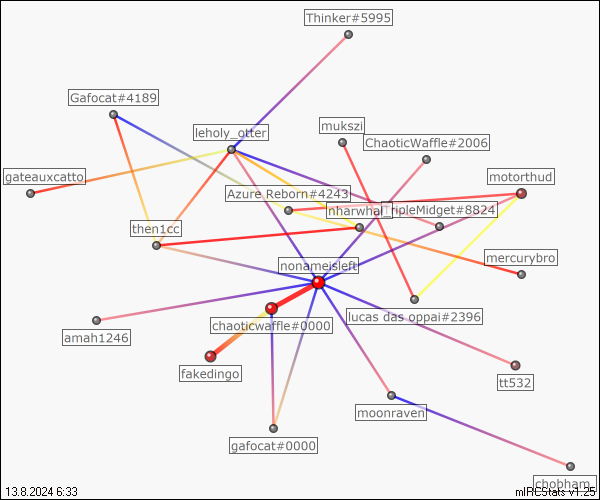 Thinker#5995
Gafocat#4189
leholy_otter
mukszi
ChaoticWaffle#2006
gateauxcatto
motorthud
Azure Reborn#4243
nharwhal
TripleMidget#8824
then1cc
mercurybro
nonameisleft
chaoticwaffle#0000
lucas das oppai#2396
amah1246
fakedingo
tt532
moonraven
gafocat#0000
chobham_
13.8.2024 6:33
mIRCStats v1.25